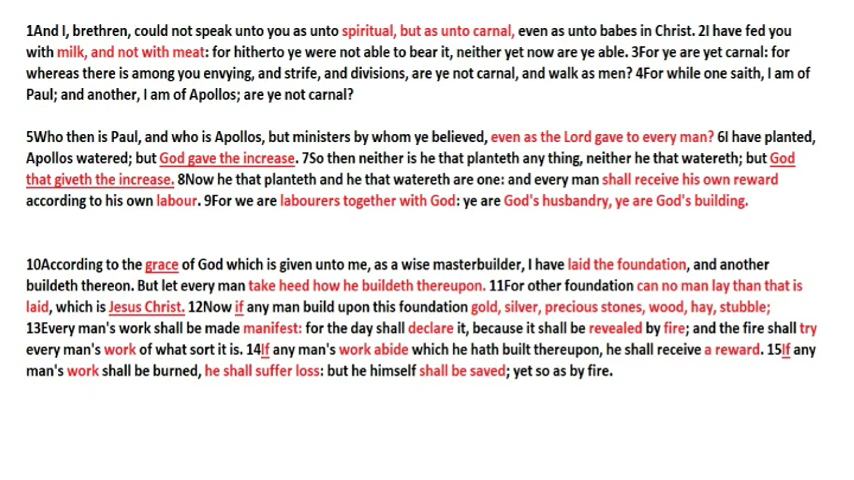 1And I, brethren, could not speak unto you as unto spiritual, but as unto carnal, even as unto babes in Christ. 2I have fed you
with milk, and not with meat: for hitherto ye were not able to bear it, neither yet now are ye able. 3For ye are yet carnal: for
whereas there is among you envying, and strife, and divisions, are ye not carnal, and walk as men? 4For while one saith, I am of
Paul; and another, I am of Apollos; are ye not carnal?
5Who then is Paul, and who is Apollos, but ministers by whom ye believed, even as the Lord gave to every man? 6I have planted,
Apollos watered; but God gave the increase. 7So then neither is he that planteth any thing, neither he that watereth; but God
that giveth the increase. 8Now he that planteth and he that watereth are one: and every man shall receive his own reward
according to his own labour. 9For we are labourers together with God: ye are God's husbandry, ye are God's building.
10According to the grace of God which is given unto me, as a wise masterbuilder, I have laid the foundation, and another
buildeth thereon. But let every man take heed how he buildeth thereupon. 11For other foundation can no man lay than that is
laid, which is Jesus Christ. 12Now if any man build upon this foundation gold, silver, precious stones, wood, hay, stubble;
13Every man's work shall be made manifest: for the day shall declare it, because it shall be revealed by fire; and the fire shall try
every man's work of what sort it is. 14If any man's work abide which he hath built thereupon, he shall receive a reward. 15If any
man's work shall be burned, he shall suffer loss: but he himself shall be saved; yet so as by fire.